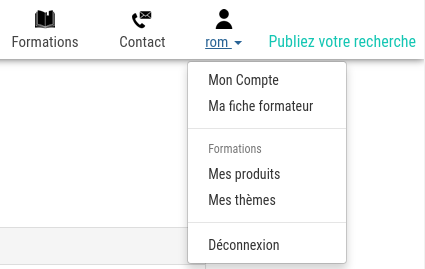 Formations Contact rom Publiez votre recherche
Mon Compte
Ma fiche formateur
Formations
Mes produits
Mes thèmes
Déconnexion